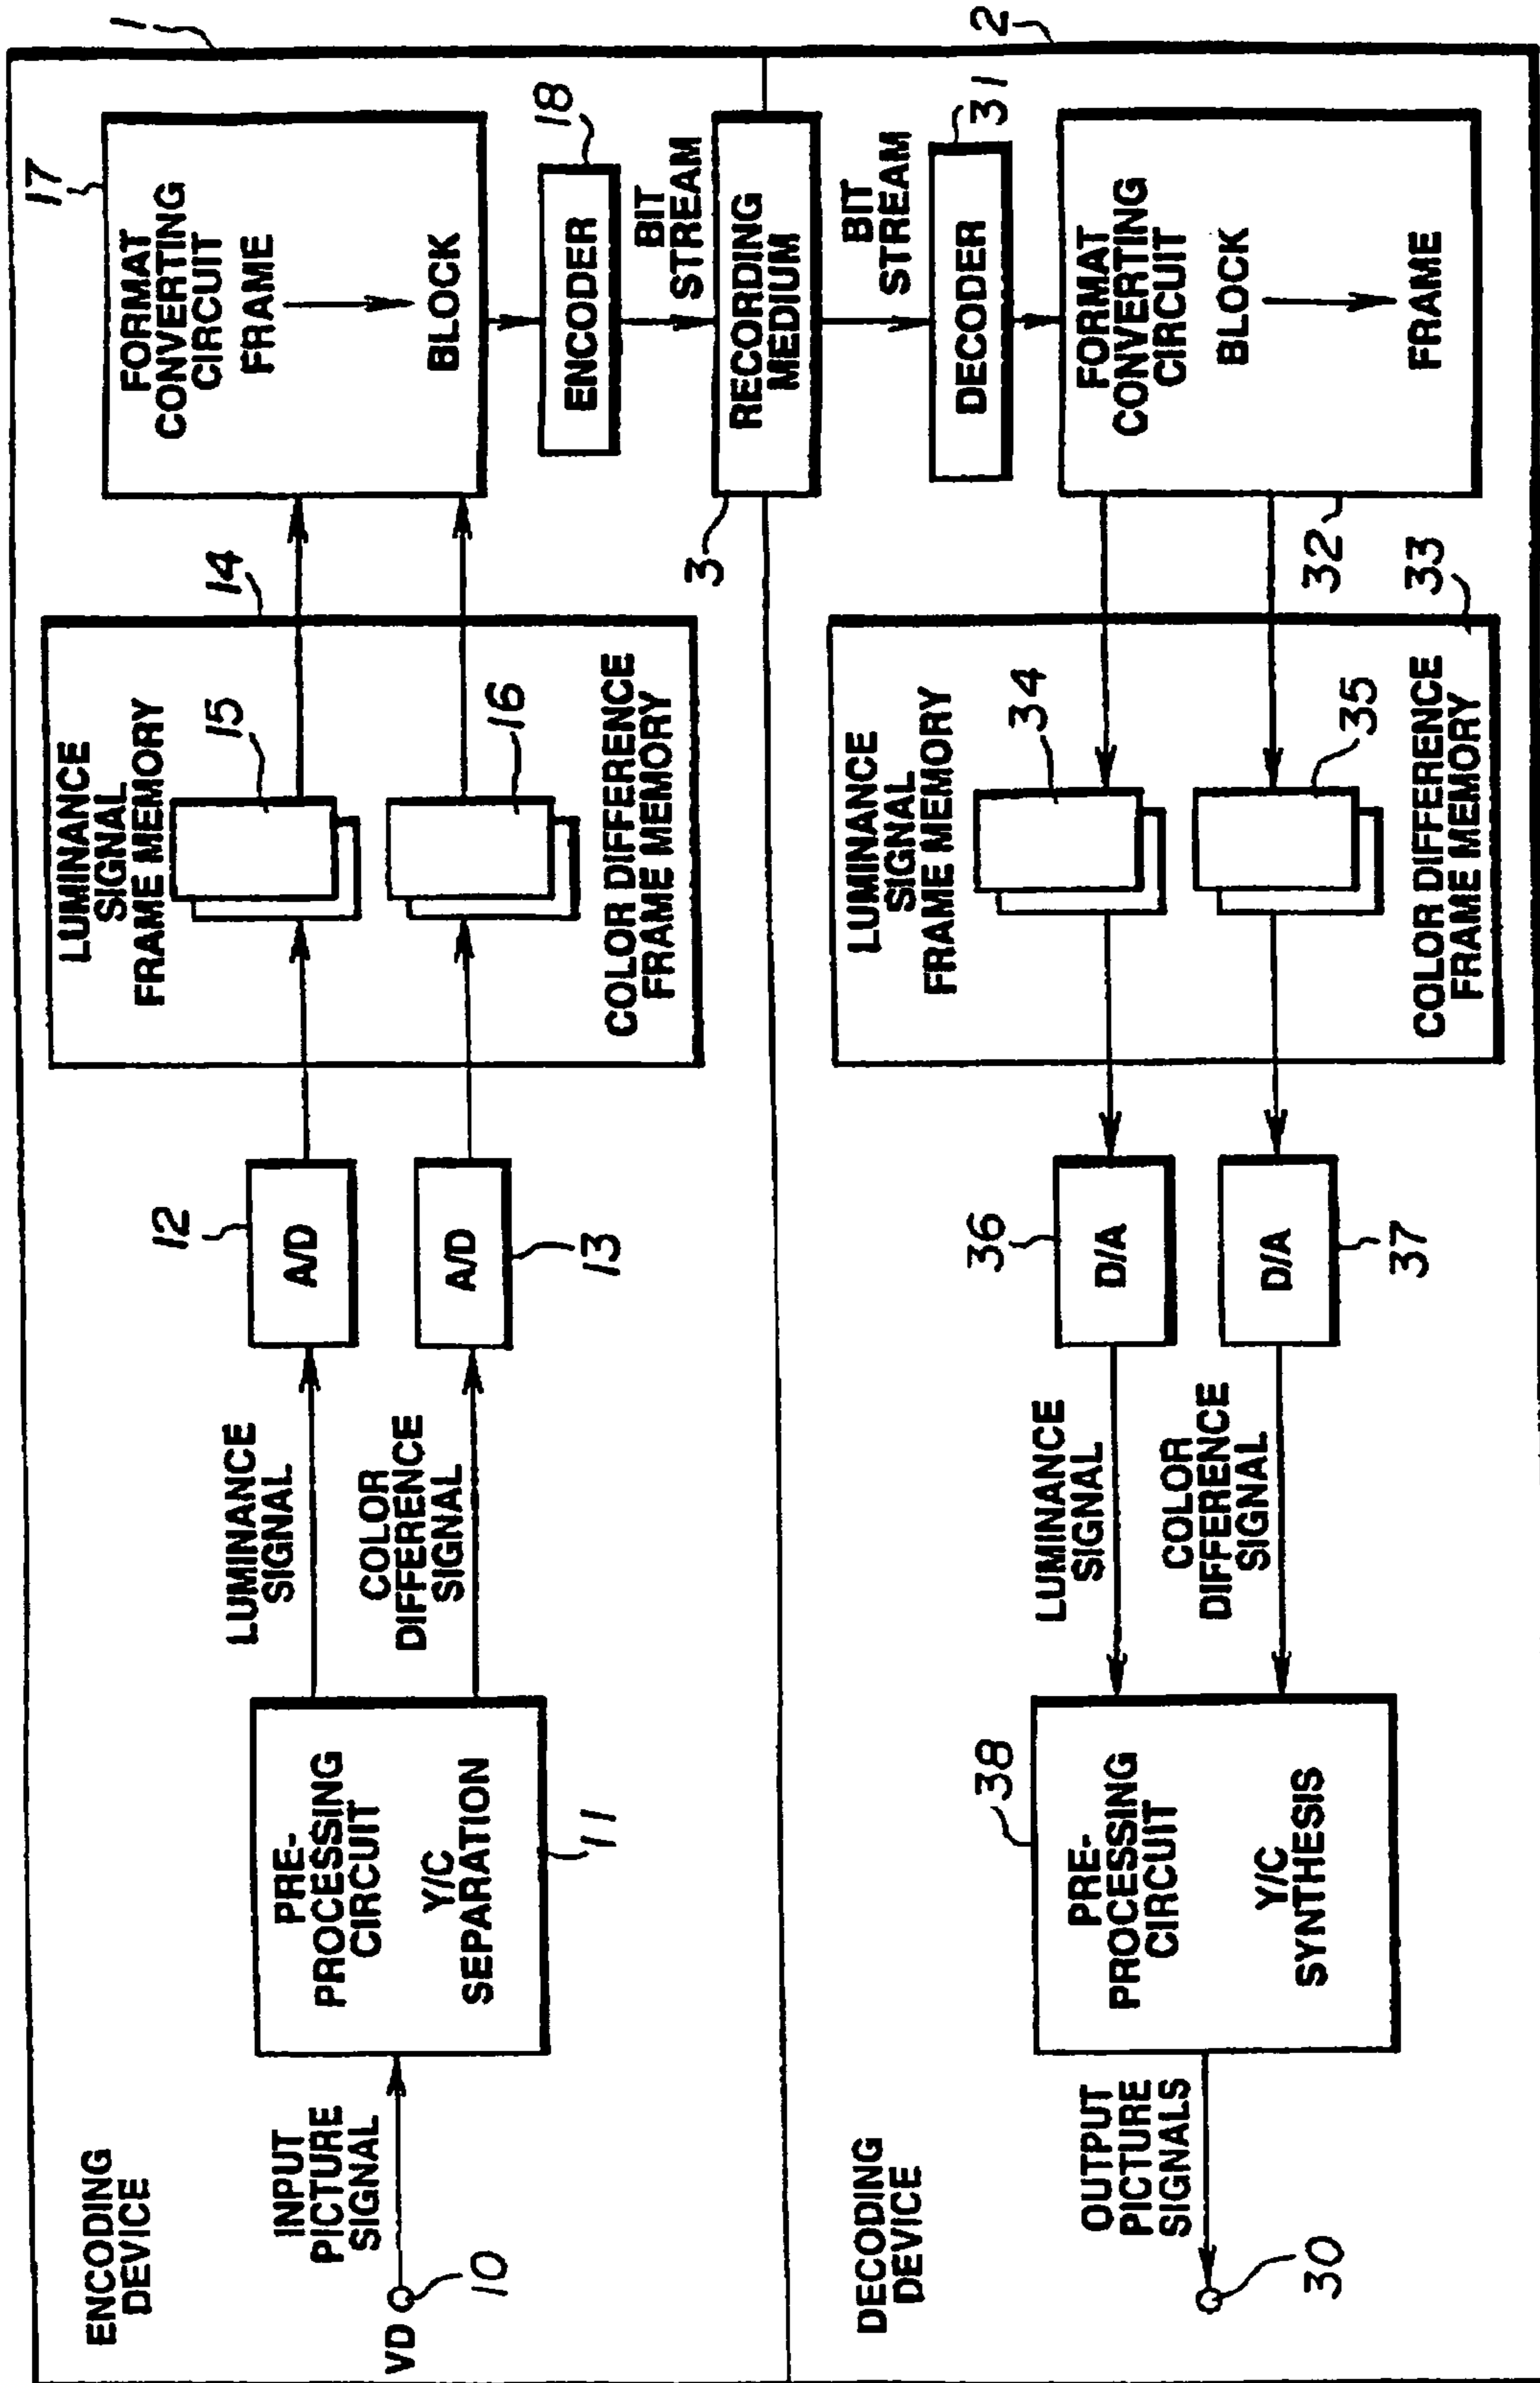 ENCODING
DEVICE
1
VD
10
INPUT
PICTURE
SIGNAL
PRE-
PROCESSING
CIRCUIT
Y/C
SEPARATION
11
LUMINANCE
SIGNAL
COLOR
DIFFERENCE
SIGNAL
12
A/D
A/D
13
14
LUMINANCE
SIGNAL
FRAME MEMORY
15
16
COLOR DIFFERENCE
FRAME MEMORY
17
FORMAT
CONVERTING
CIRCUIT
FRAME
BLOCK
18
ENCODER
BIT
STREAM
3
RECORDING
MEDIUM
BIT
STREAM
DECODING
DEVICE
2
31
DECODER
FORMAT
CONVERTING
CIRCUIT
BLOCK
FRAME
32
33
LUMINANCE
SIGNAL
FRAME MEMORY
34
35
COLOR DIFFERENCE
FRAME MEMORY
36
D/A
D/A
37
LUMINANCE
SIGNAL
COLOR
DIFFERENCE
SIGNAL
38
PRE-
PROCESSING
CIRCUIT
Y/C
SYNTHESIS
OUTPUT
PICTURE
SIGNALS
30